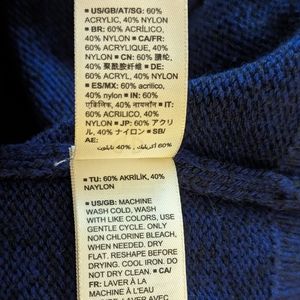 ■ US/GB/AT/SG: 60%
ACRYLIC, 40% NYLON
■ BR: 60% ACRÍLICO,
40% NYLON ■ CA/FR:
60% ACRYLIQUE, 40%
NYLON ■ CN: 60% 腈纶,
40% 聚酰胺纤维 ■ DE:
60% ACRYL, 40% NYLON
■ ES/MX: 60% acrílico,
40% nylon ■ IN: 60%
40% नायलॉन ■ IT:
60% ACRILICO, 40%
NYLON ■ JP: 60% アクリ
ル, 40% ナイロン ■ SB/
AE:
60% أكريليك, 40% نايلون
■ TU: 60% AKRİLİK, 40%
NAYLON
■ US/GB: MACHINE
WASH COLD, WASH
WITH LIKE COLORS, USE
GENTLE CYCLE. ONLY
NON CHLORINE BLEACH,
WHEN NEEDED. DRY
FLAT. RESHAPE BEFORE
DRYING. COOL IRON. DO
NOT DRY CLEAN. ■ CA/
FR: LAVER À LA
MACHINE À L'EAU